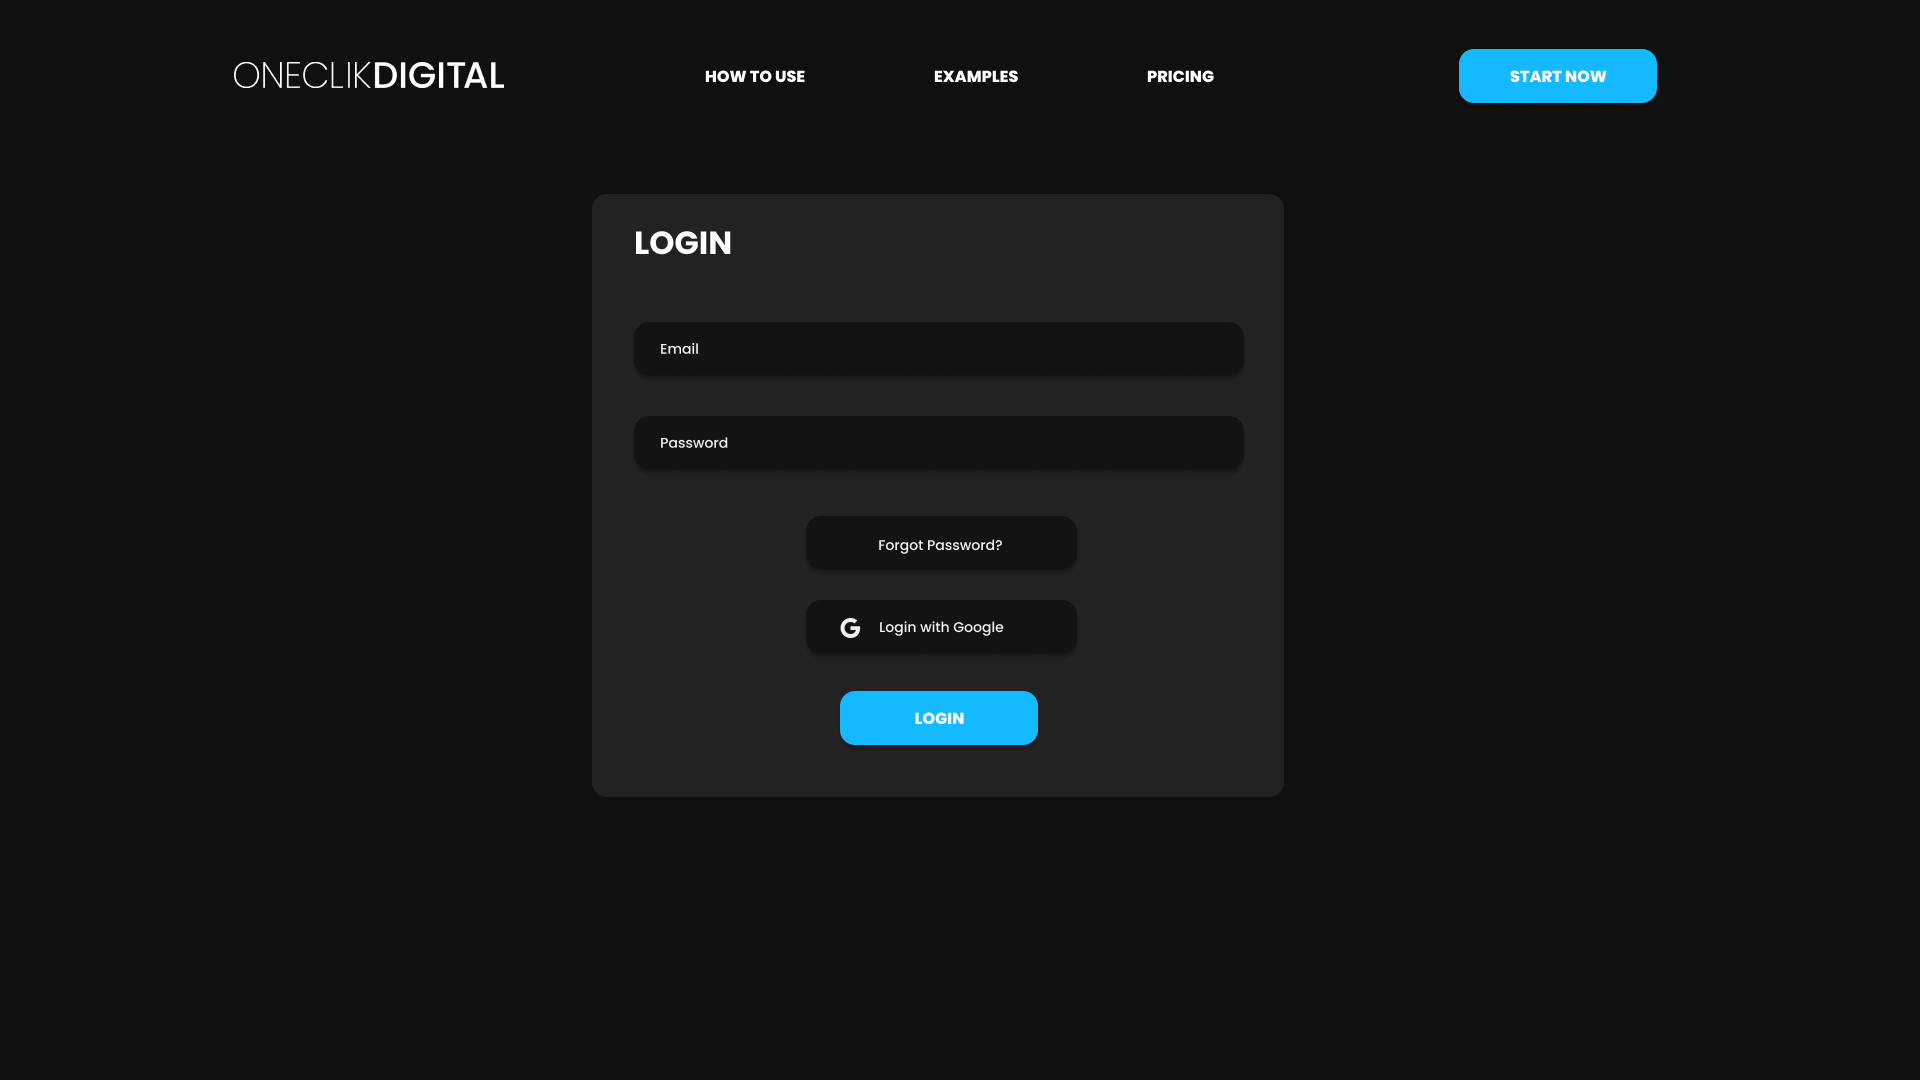 ONECLIKDIGITAL
HOW TO USE
EXAMPLES
PRICING
START NOW
LOGIN
Email
Password
Forgot Password?
Login with Google
LOGIN